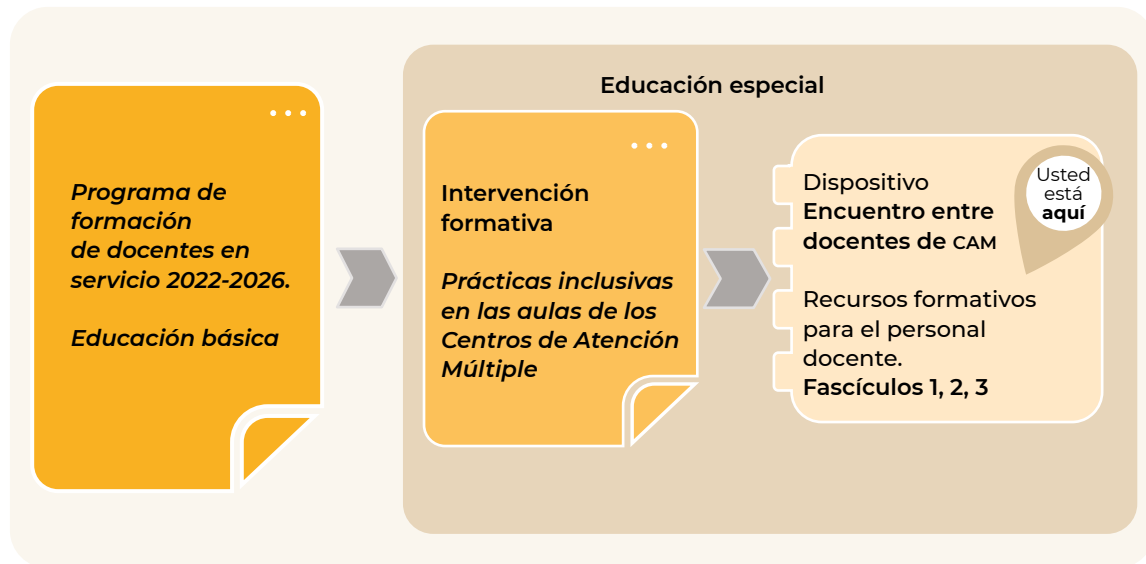 Educación especial
Programa de
formación
de docentes en
servicio 2022-2026.
Educación básica
Intervención
formativa
Prácticas inclusivas
en las aulas de los
Centros de Atención
Múltiple
Dispositivo
Encuentro entre
docentes de CAM
Recursos formativos
para el personal
docente.
Fascículos 1, 2, 3
Usted
está
aquí